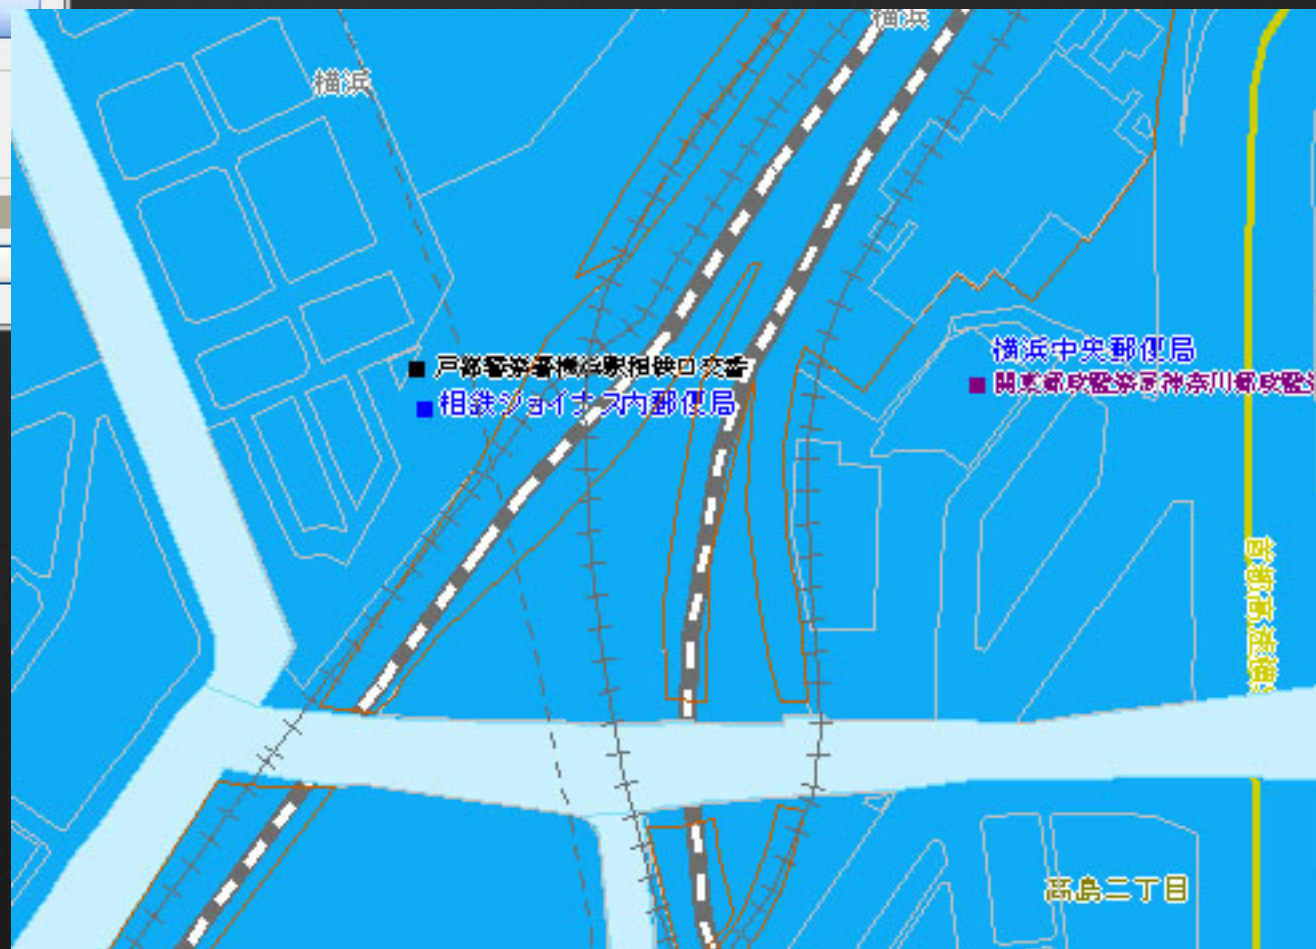 横浜
横浜
戸部警察署横浜駅相鉄口交番
相鉄ジョイナス内郵便局
横浜中央郵便局
関東郵政監察局神奈川郵政監
首都高速横
高島二丁目